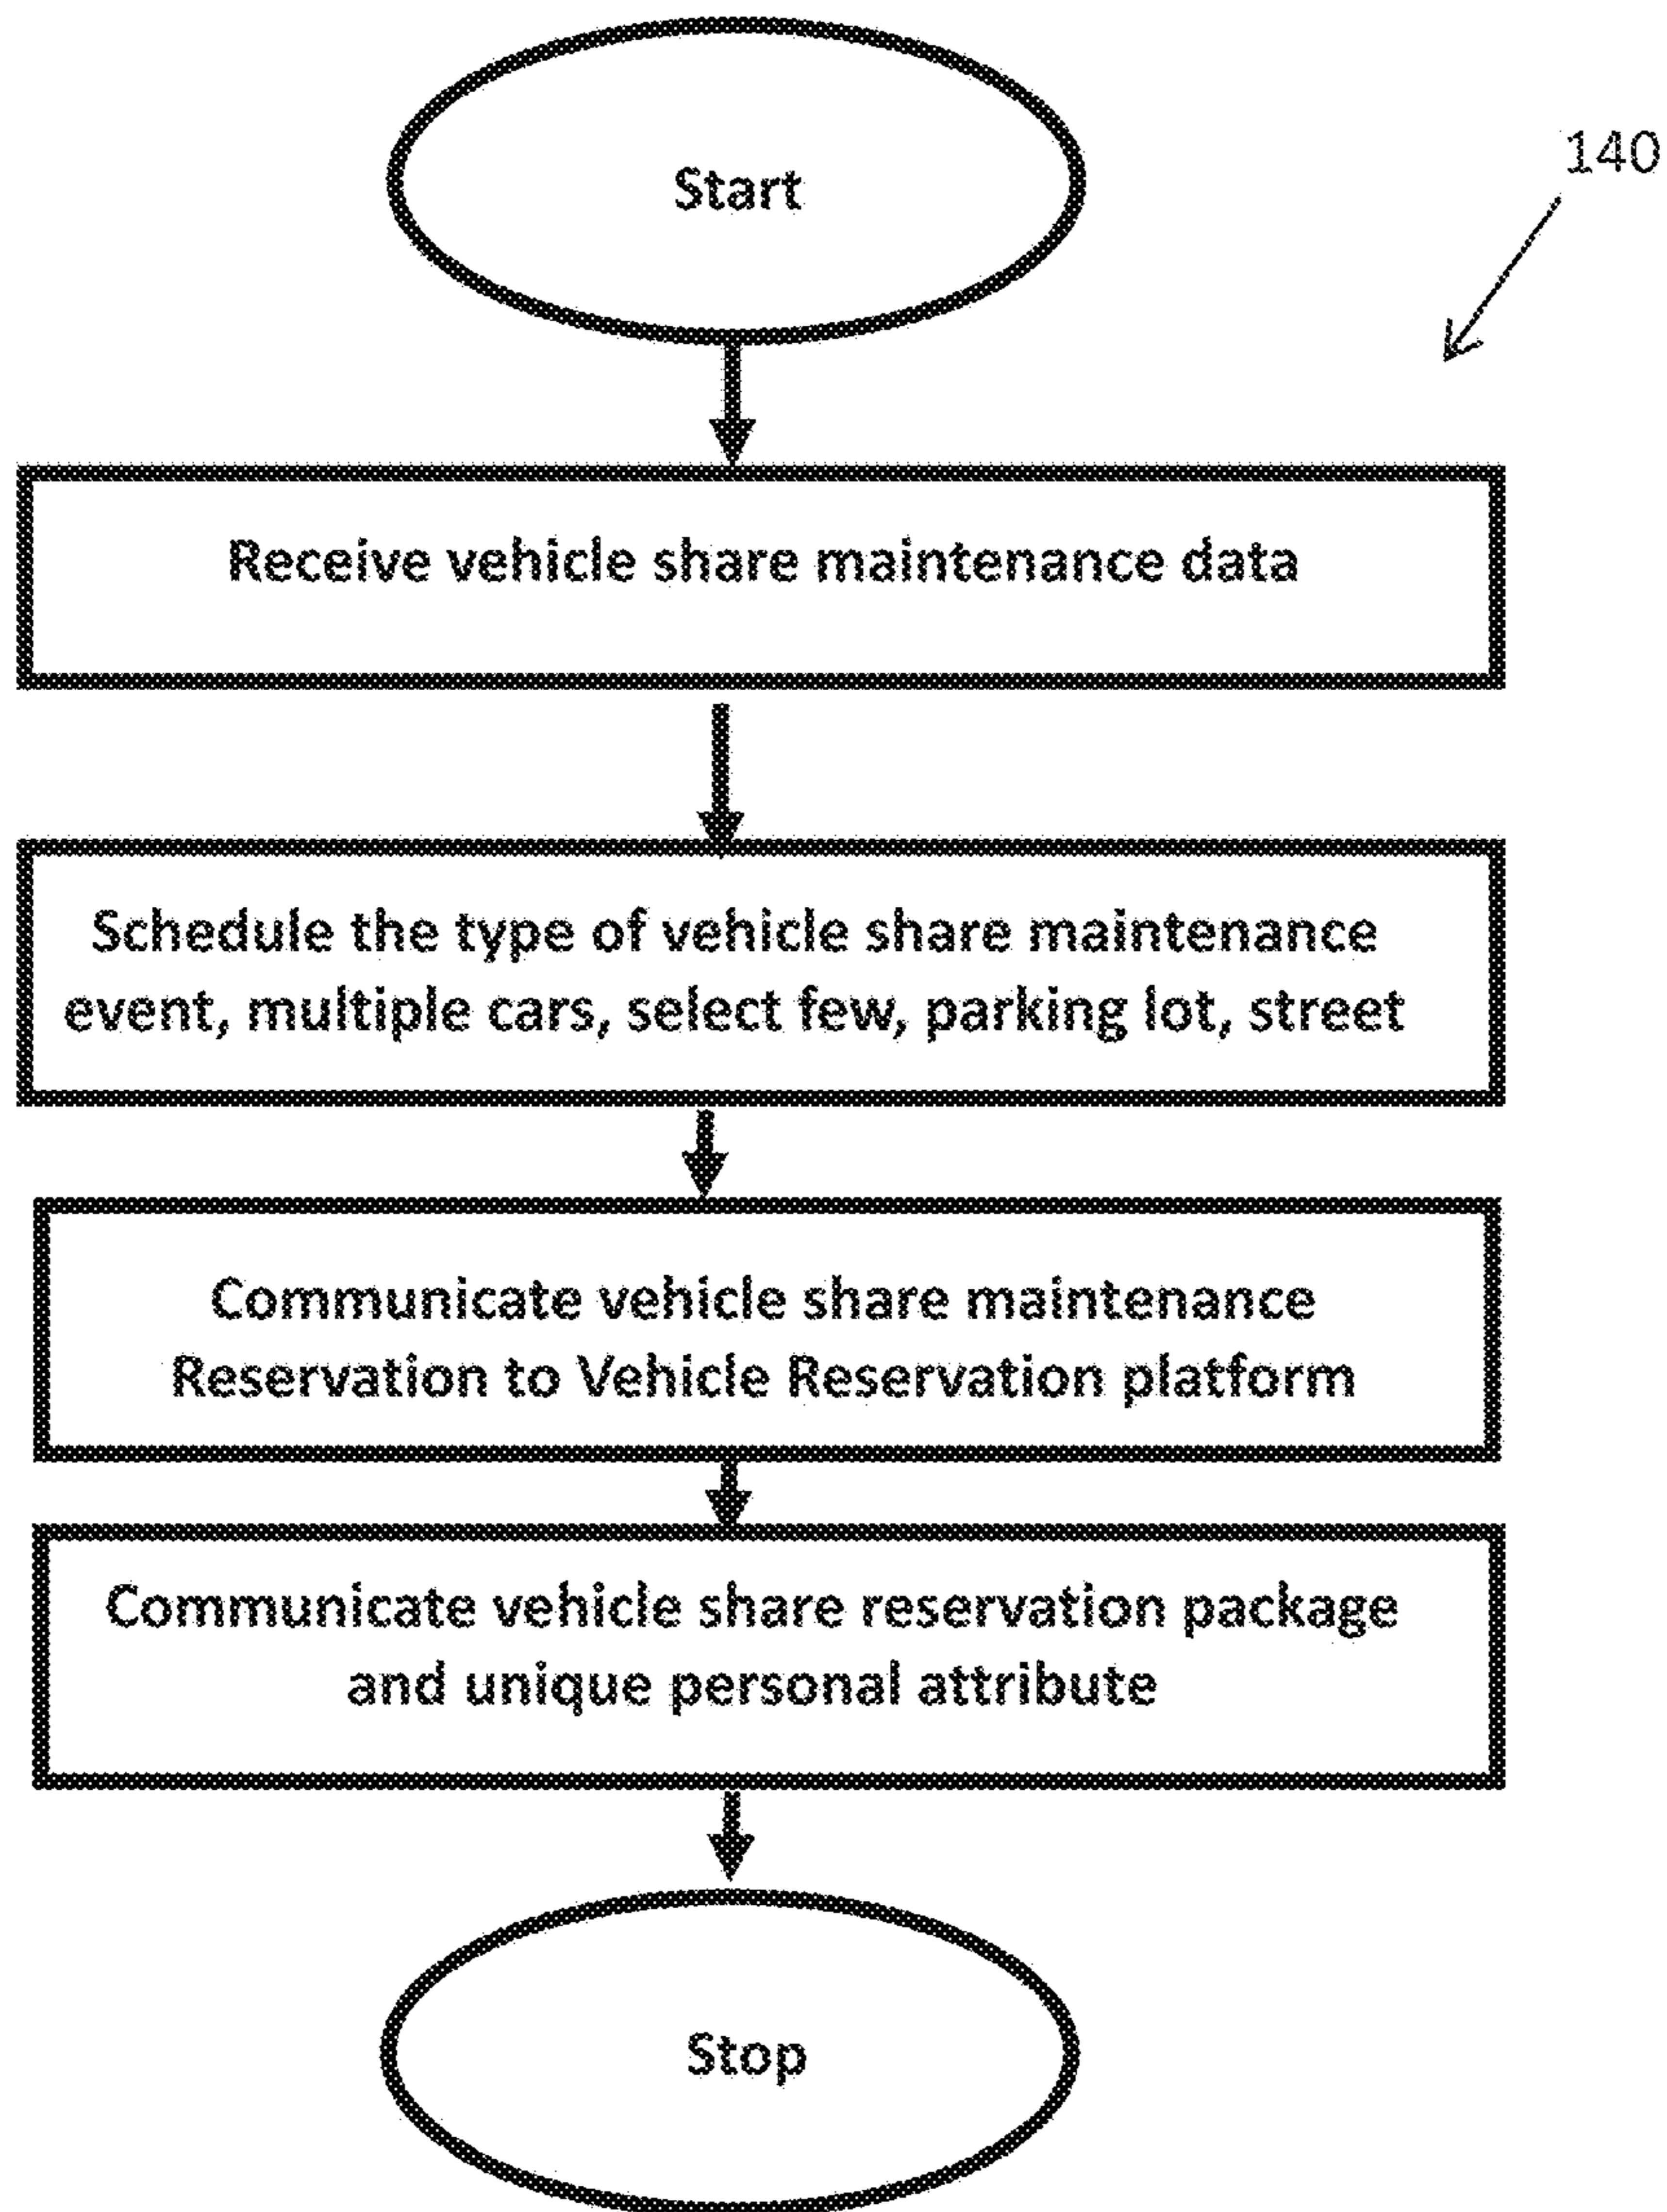 Start
140
Receive vehicle share maintenance data
Schedule the type of vehicle share maintenance
event, multiple cars, select few, parking lot, street
Communicate vehicle share maintenance
Reservation to Vehicle Reservation platform
Communicate vehicle share reservation package
and unique personal attribute
Stop